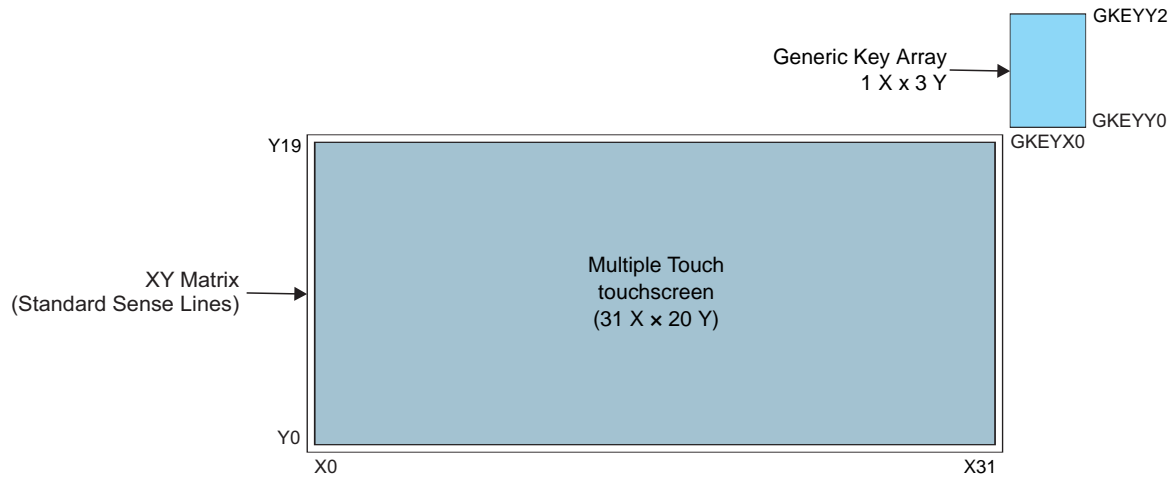 GKEYY2
Generic Key Array
1 X x 3 Y
GKEYY0
GKEYX0
Y19
Multiple Touch
touchscreen
(31 X × 20 Y)
XY Matrix
(Standard Sense Lines)
Y0
X0
X31